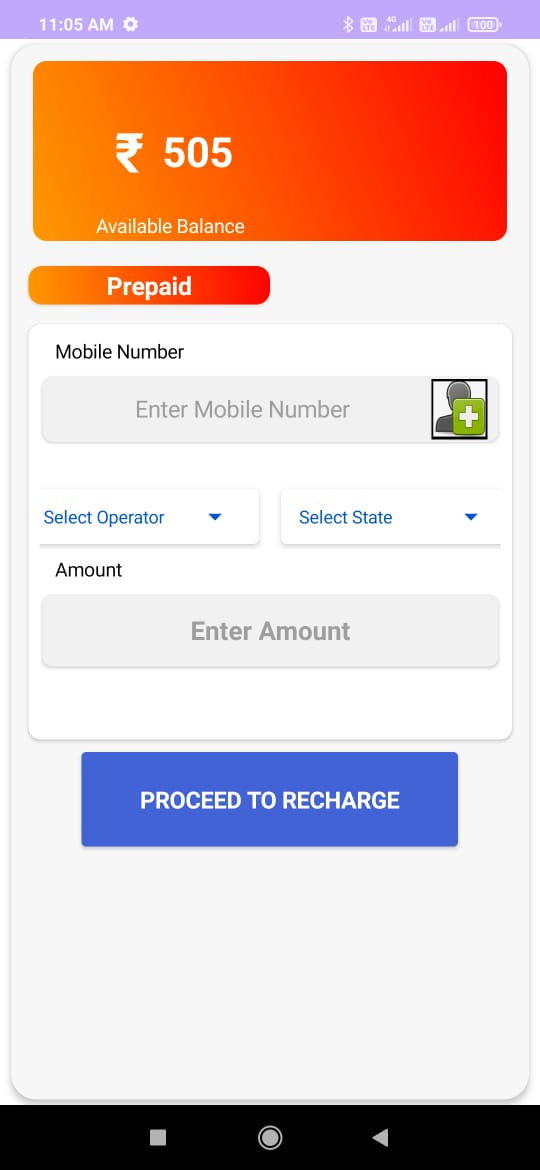 11:05 AM
Vo LTE 4G Vo LTE 100
₹ 505
Available Balance
Prepaid
Mobile Number
Enter Mobile Number
Select Operator Select State
Amount
Enter Amount
PROCEED TO RECHARGE